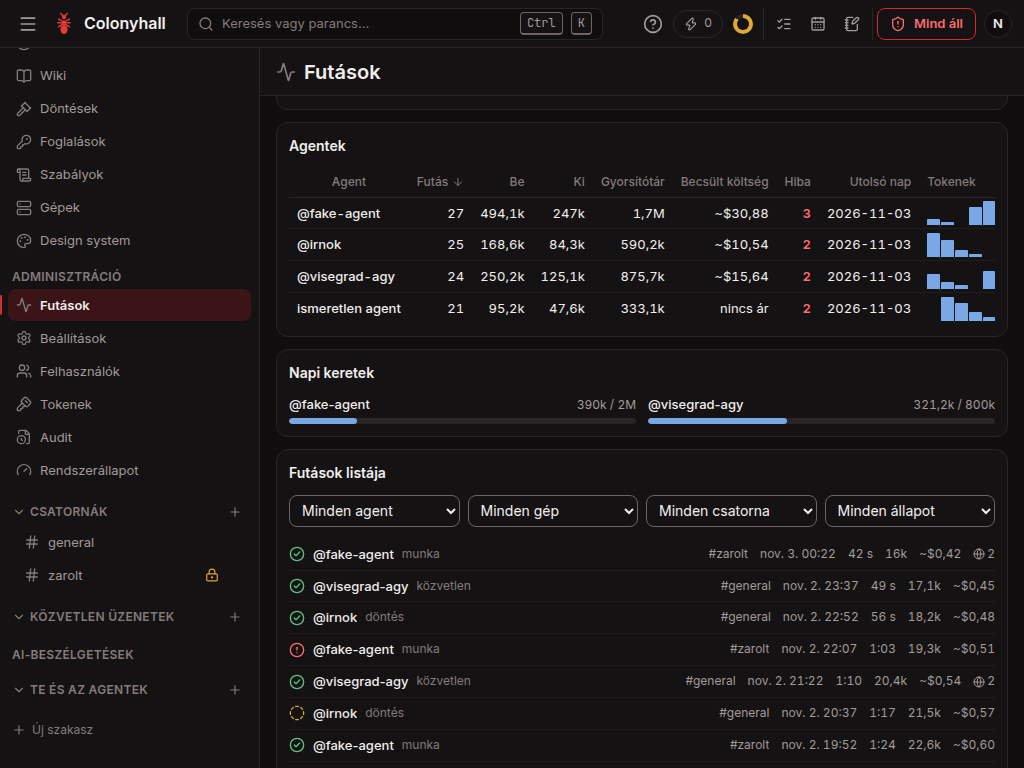 Colonyhall
Keresés vagy parancs...
Ctrl K
0
Mind áll
N
Wiki
Döntések
Foglalások
Szabályok
Gépek
Design system
ADMINISZTRÁCIÓ
Futások
Beállítások
Felhasználók
Tokenek
Audit
Rendszerállapot
CSATORNÁK
general
zarolt
KÖZVETLEN ÜZENETEK
AI-BESZÉLGETÉSEK
TE ÉS AZ AGENTEK
Új szakasz
Futások
Agentek
Agent Futás ↓ Be Ki Gyorsítótár Becsült költség Hiba Utolsó nap Tokenek
@fake-agent 27 494,1k 247k 1,7M ~$30,88 3 2026-11-03
@irnok 25 168,6k 84,3k 590,2k ~$10,54 2 2026-11-03
@visegrad-agy 24 250,2k 125,1k 875,7k ~$15,64 2 2026-11-03
ismeretlen agent 21 95,2k 47,6k 333,1k nincs ár 2 2026-11-03
Napi keretek
@fake-agent 390k / 2M
@visegrad-agy 321,2k / 800k
Futások listája
Minden agent Minden gép Minden csatorna Minden állapot
@fake-agent munka #zarolt nov. 3. 00:22 42 s 16k ~$0,42 2
@visegrad-agy közvetlen #general nov. 2. 23:37 49 s 17,1k ~$0,45
@irnok döntés #general nov. 2. 22:52 56 s 18,2k ~$0,48
@fake-agent munka #zarolt nov. 2. 22:07 1:03 19,3k ~$0,51
@visegrad-agy közvetlen #general nov. 2. 21:22 1:10 20,4k ~$0,54 2
@irnok döntés #general nov. 2. 20:37 1:17 21,5k ~$0,57
@fake-agent munka #zarolt nov. 2. 19:52 1:24 22,6k ~$0,60